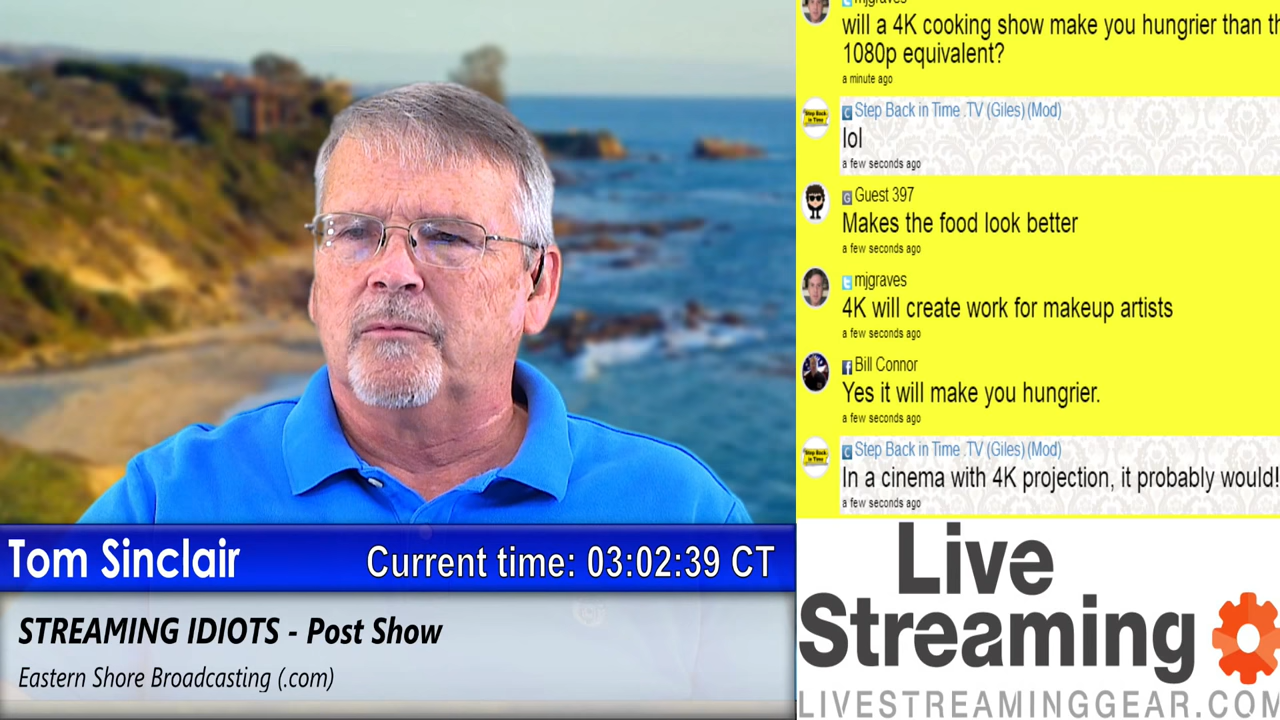 mjgraves
will a 4K cooking show make you hungrier than th
1080p equivalent?
a minute ago
Step Back in Time .TV (Giles) (Mod)
lol
a few seconds ago
Guest 397
Makes the food look better
a few seconds ago
mjgraves
4K will create work for makeup artists
a few seconds ago
Bill Connor
Yes it will make you hungrier.
a few seconds ago
Step Back in Time .TV (Giles) (Mod)
In a cinema with 4K projection, it probably would!
a few seconds ago
Tom Sinclair
Current time: 03:02:39 CT
STREAMING IDIOTS - Post Show
Eastern Shore Broadcasting (.com)
Live
Streaming
LIVESTREAMINGGEAR.COM